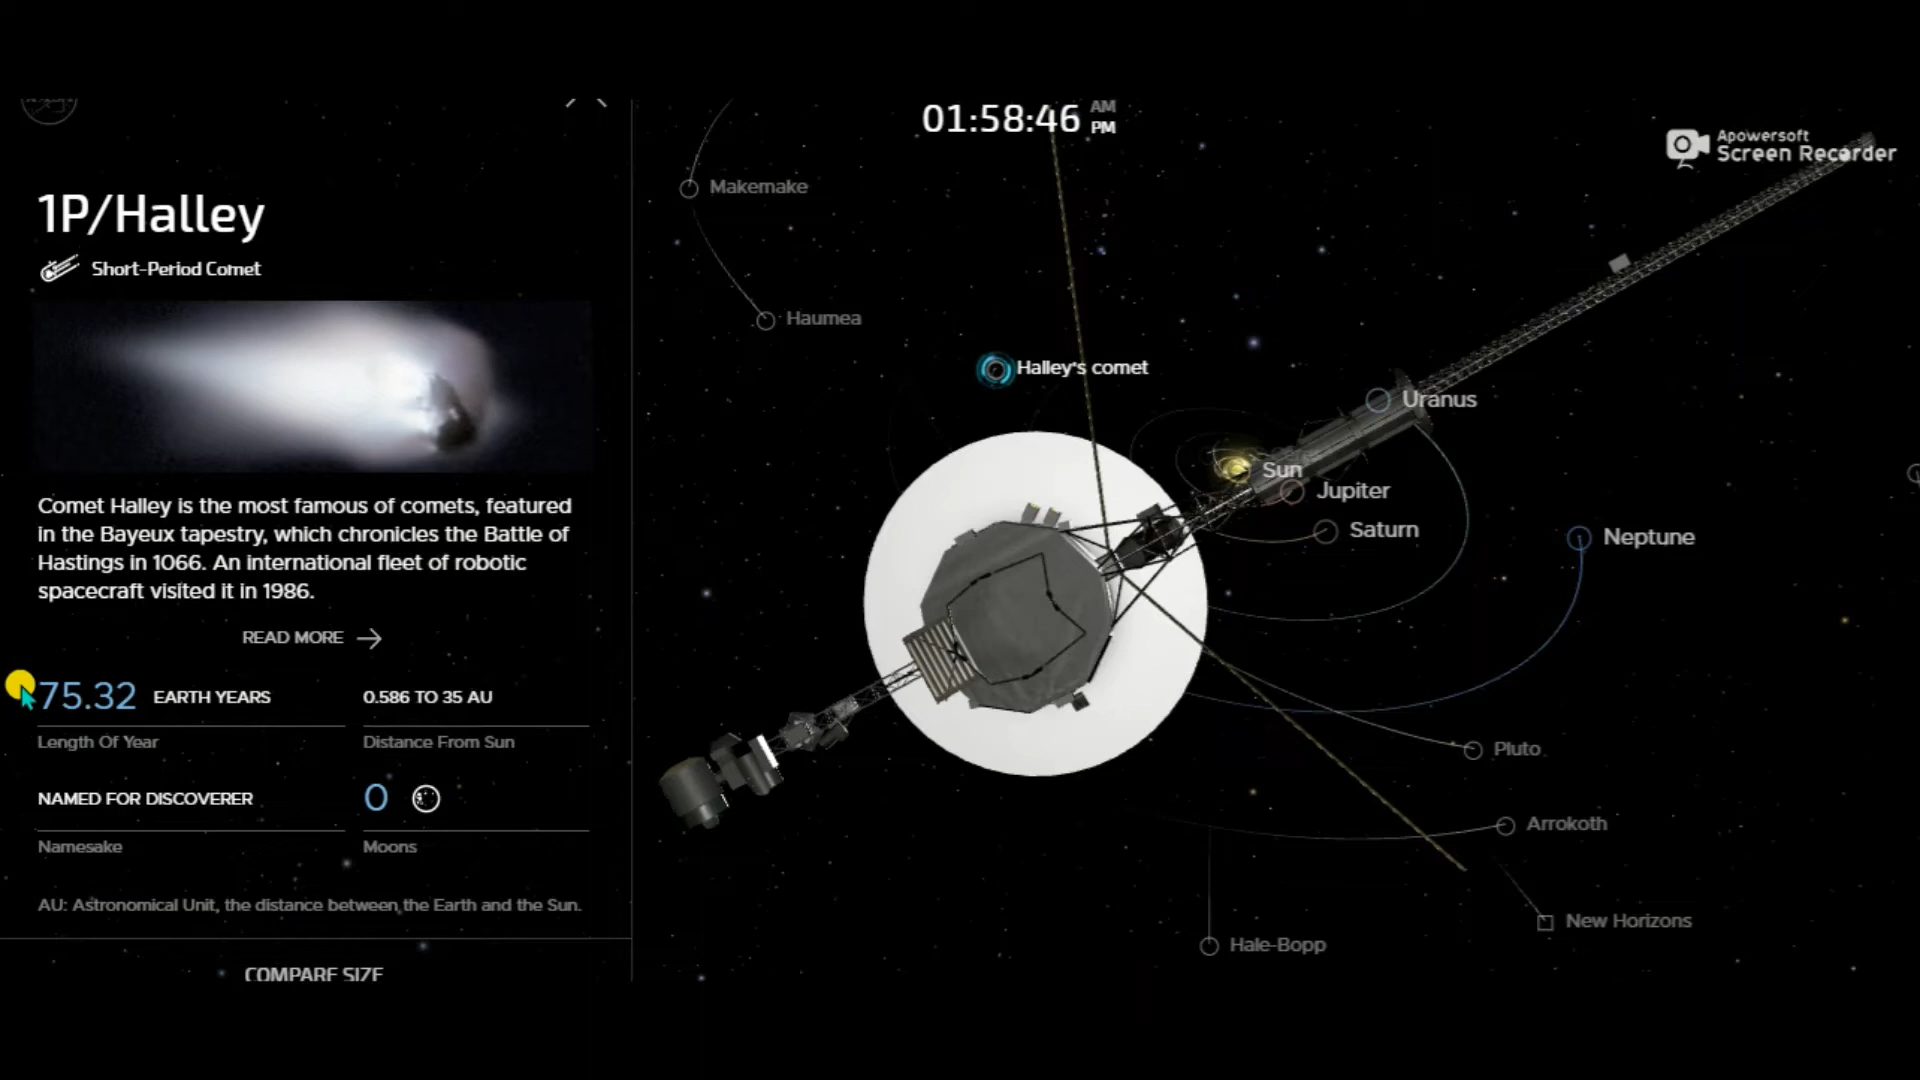 01:58:46
AM
PM
Apowersoft
Screen Recorder
1P/Halley
Short-Period Comet
Comet Halley is the most famous of comets, featured
in the Bayeux tapestry, which chronicles the Battle of
Hastings in 1066. An international fleet of robotic
spacecraft visited it in 1986.
READ MORE
75.32 EARTH YEARS
Length Of Year
0.586 TO 35 AU
Distance From Sun
NAMED FOR DISCOVERER
Namesake
0
Moons
AU: Astronomical Unit, the distance between the Earth and the Sun.
COMPARE SIZE
Makemake
Haumea
Halley's comet
Uranus
Sun
Jupiter
Saturn
Neptune
Pluto
Arrokoth
New Horizons
Hale-Bopp